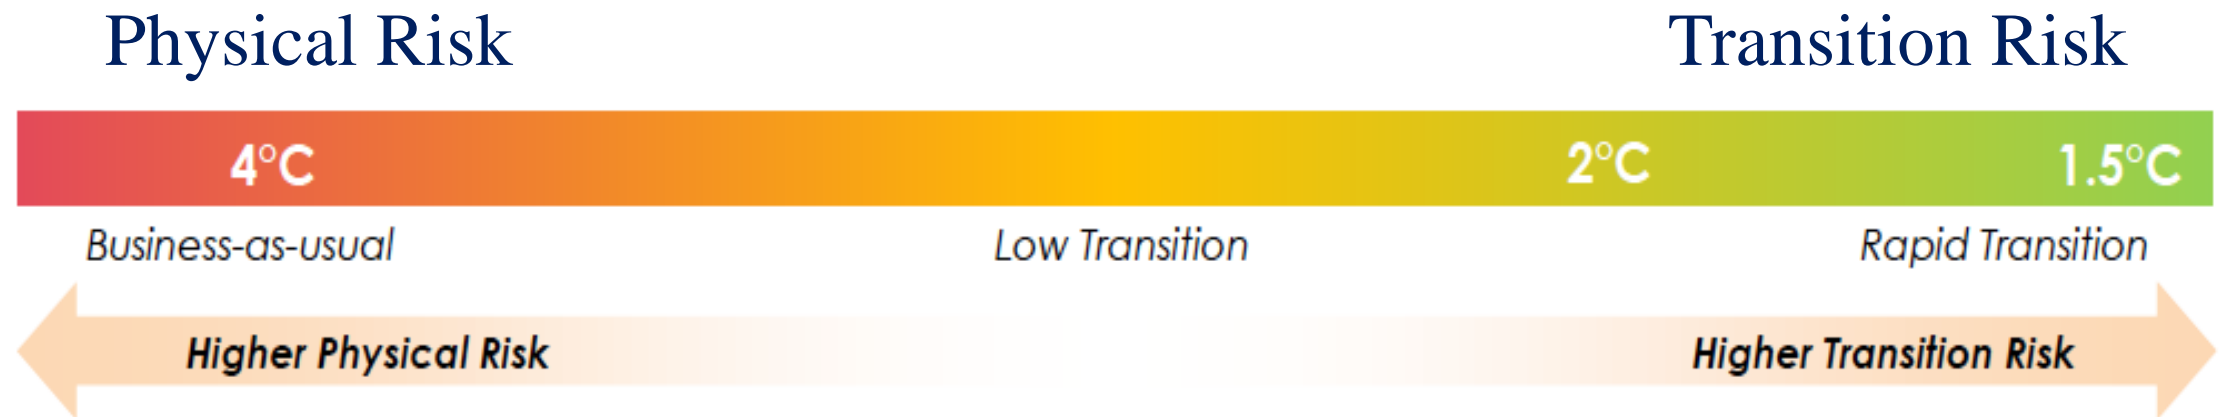 Physical Risk Transition Risk
4°C 2°C 1.5°C
Business-as-usual Low Transition Rapid Transition
Higher Physical Risk Higher Transition Risk